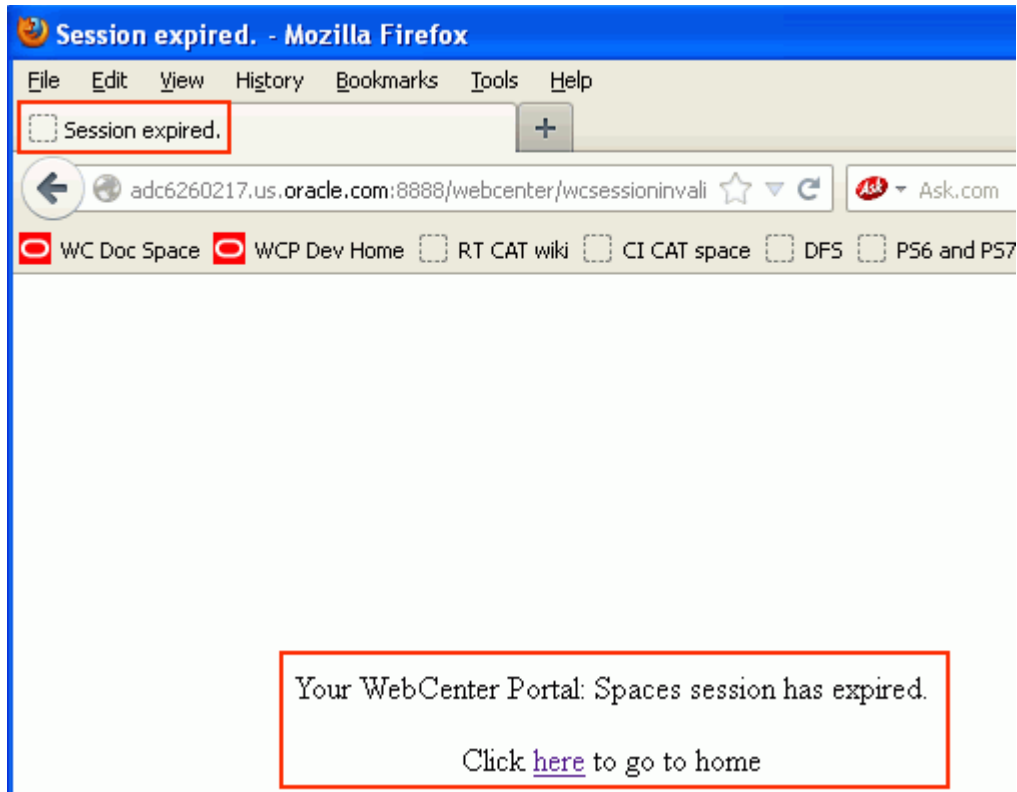 Session expired. - Mozilla Firefox
File Edit View History Bookmarks Tools Help
Session expired. +
adc6260217.us.oracle.com:8888/webcenter/wcsessioninvali Ask Ask.com
WC Doc Space WCP Dev Home RT CAT wiki CI CAT space DFS PS6 and PS7
Your WebCenter Portal: Spaces session has expired.
Click here to go to home